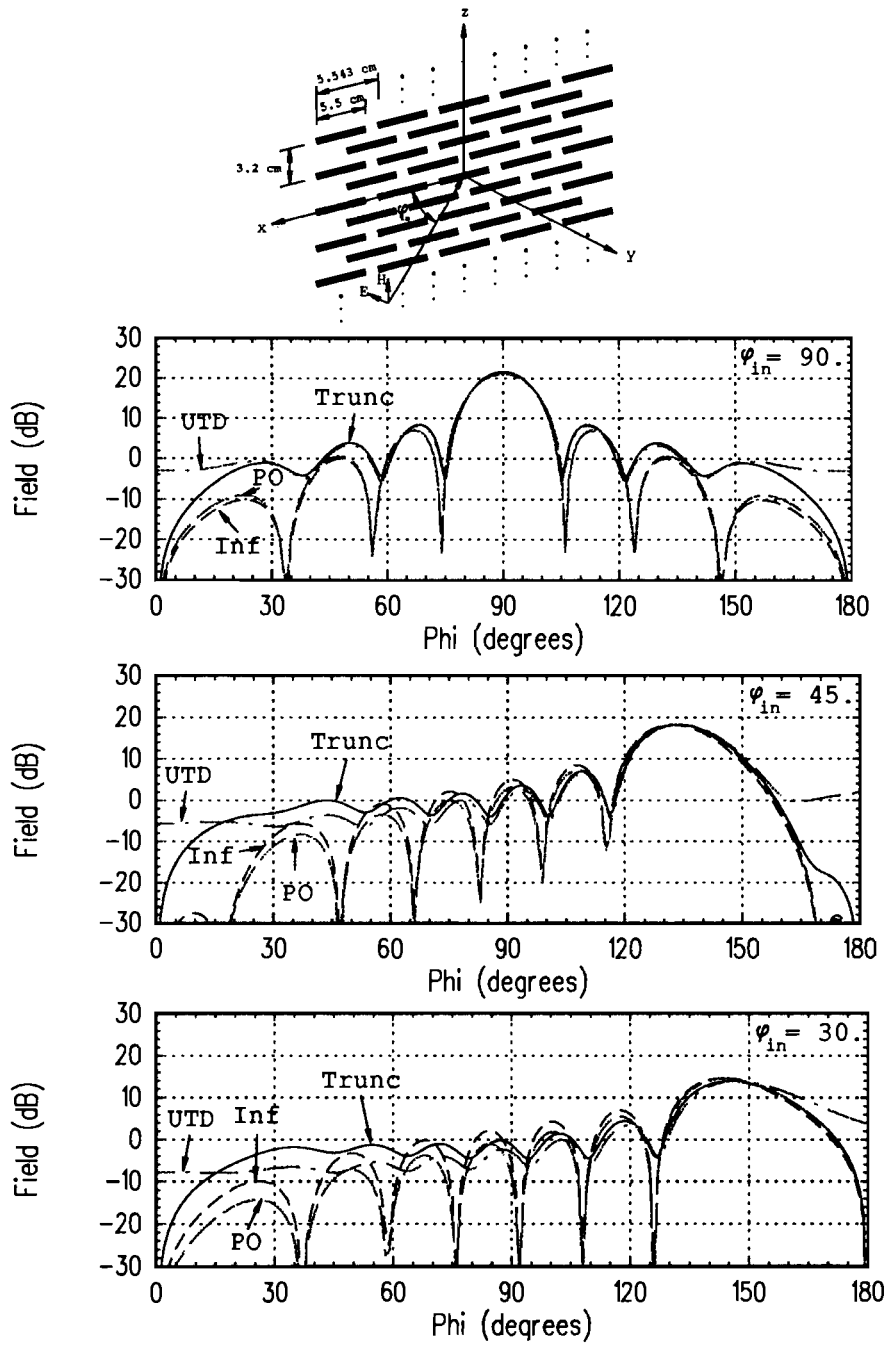 z
5.543 cm
5.5 cm
3.2 cm
x
φ.
Y
H
E
30
20
10
0
-10
-20
-30
Field (dB)
φin= 90.
UTD
Trunc
PO
Inf
0 30 60 90 120 150 180
Phi (degrees)
30
20
10
0
-10
-20
-30
Field (dB)
φin= 45.
Trunc
UTD
Inf
PO
0 30 60 90 120 150 180
Phi (degrees)
30
20
10
0
-10
-20
-30
Field (dB)
φin= 30.
Trunc
UTD Inf
PO
0 30 60 90 120 150 180
Phi (degrees)